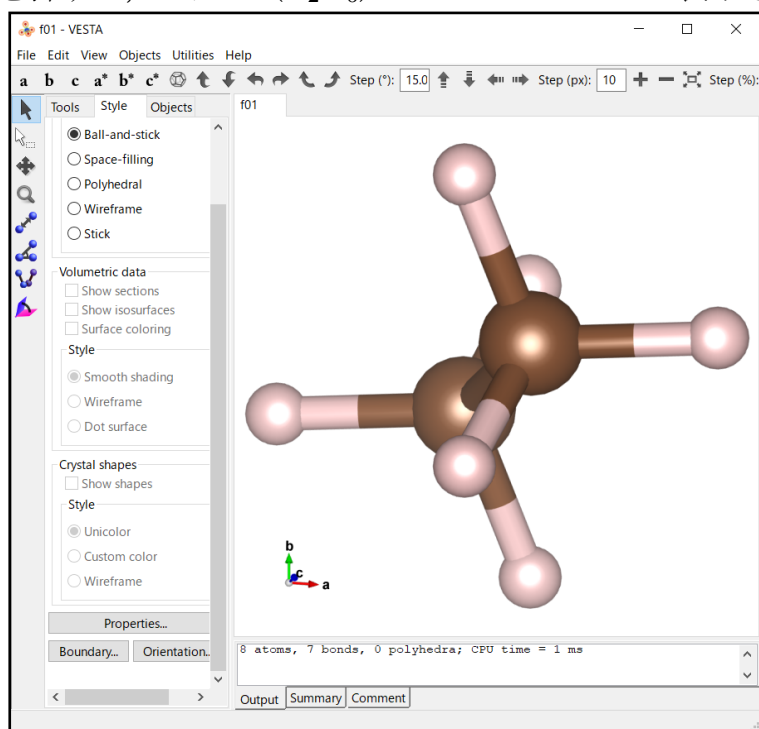 f01 - VESTA
File Edit View Objects Utilities Help
a b c a* b* c* Step (°): 15.0 Step (px): 10 Step (%):
Tools Style Objects
f01
Ball-and-stick
Space-filling
Polyhedral
Wireframe
Stick
Volumetric data
Show sections
Show isosurfaces
Surface coloring
Style
Smooth shading
Wireframe
Dot surface
Crystal shapes
Show shapes
Style
Unicolor
Custom color
Wireframe
b
c
a
Properties...
Boundary... Orientation..
8 atoms, 7 bonds, 0 polyhedra; CPU time = 1 ms
Output Summary Comment